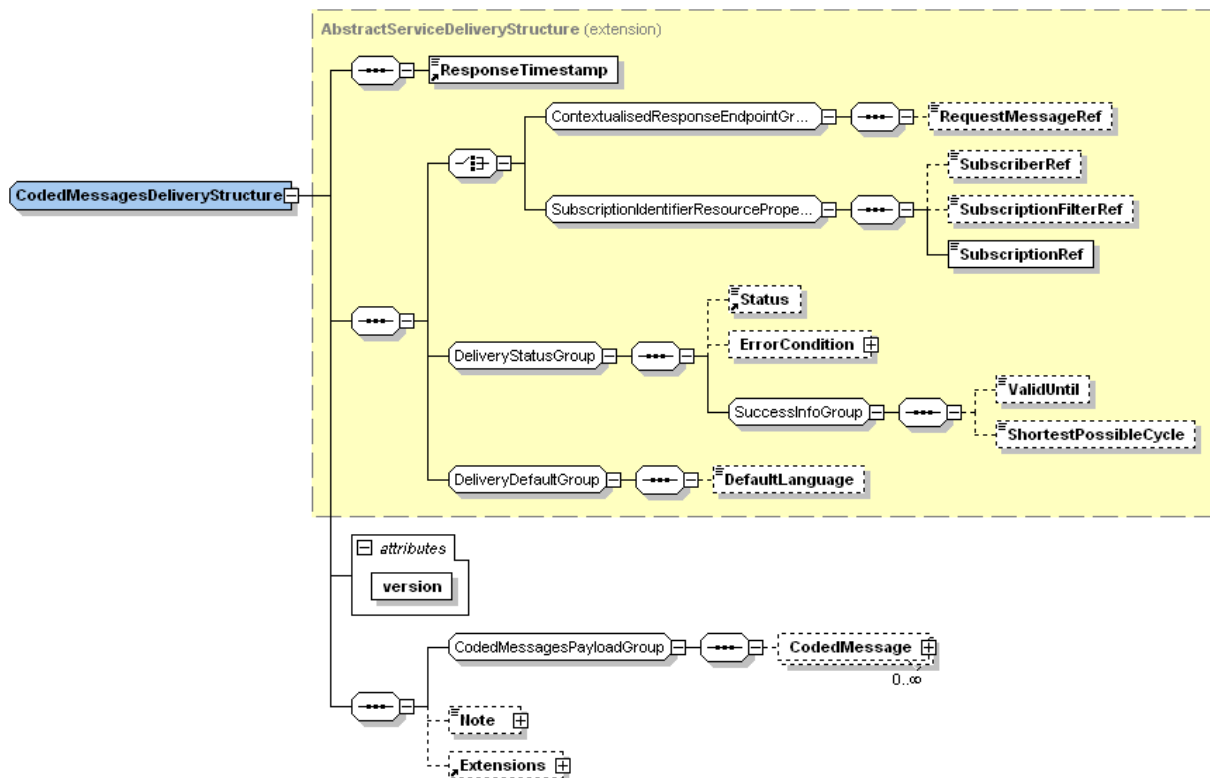 AbstractServiceDeliveryStructure (extension)
ResponseTimestamp
ContextualisedResponseEndpointGr...
RequestMessageRef
SubscriberRef
CodedMessagesDeliveryStructure
SubscriptionIdentifierResourcePrope...
SubscriptionFilterRef
SubscriptionRef
Status
ErrorCondition
DeliveryStatusGroup
ValidUntil
SuccessInfoGroup
ShortestPossibleCycle
DeliveryDefaultGroup
DefaultLanguage
attributes
version
CodedMessagesPayloadGroup
CodedMessage
0..∞
Note
Extensions